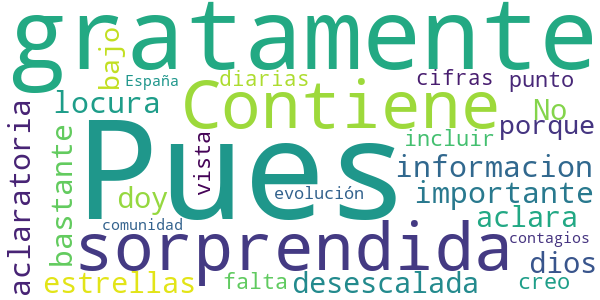 gratamente
bajo
España
diarias
cifras
punto
locura
Contiene
No
porque
aclaratoria
bastante
Pues
vista
incluir
informacion
doy
evolución
importante
comunidad
aclara
sorprendida
contagios
dios
estrellas
falta
desescalada
creo